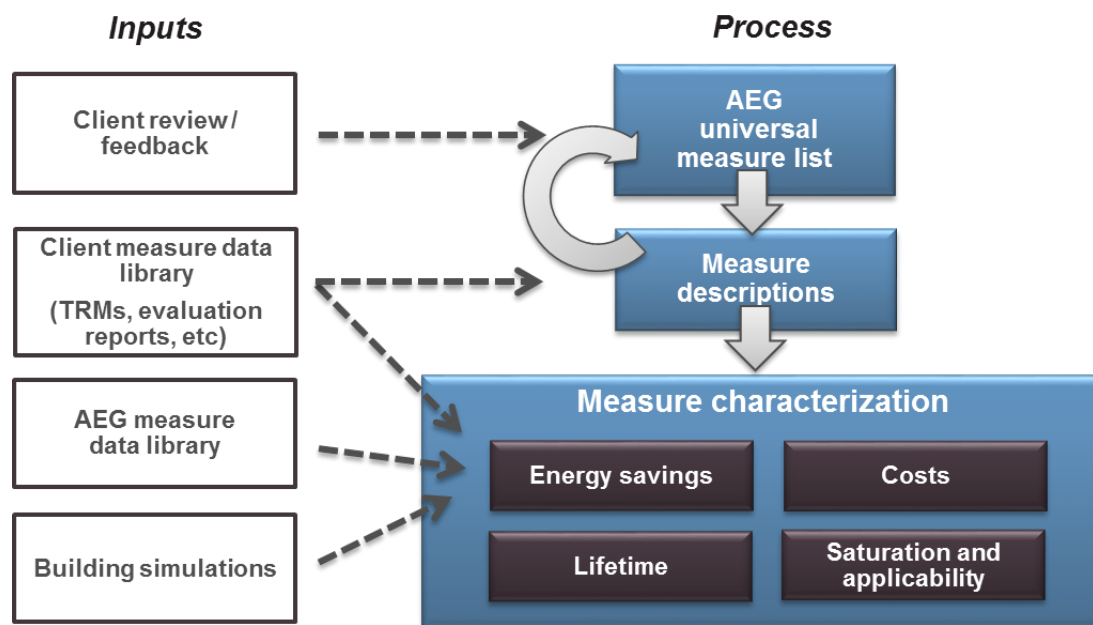 Inputs
Process
Client review /
feedback
AEG
universal
measure list
Client measure data
library
(TRMs, evaluation
reports, etc)
Measure
descriptions
AEG measure
data library
Building simulations
Measure characterization
Energy savings
Costs
Lifetime
Saturation and
applicability